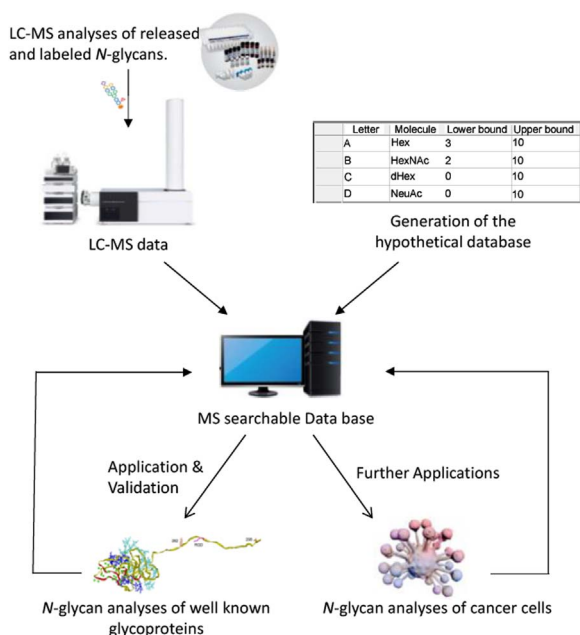 LC-MS analyses of released
and labeled N-glycans.
Letter Molecule Lower bound Upper bound
A Hex 3 10
B HexNAc 2 10
C dHex 0 10
D NeuAc 0 10
LC-MS data
Generation of the
hypothetical database
MS searchable Data base
Application &
Validation
Further Applications
N-glycan analyses of well known
glycoproteins
N-glycan analyses of cancer cells